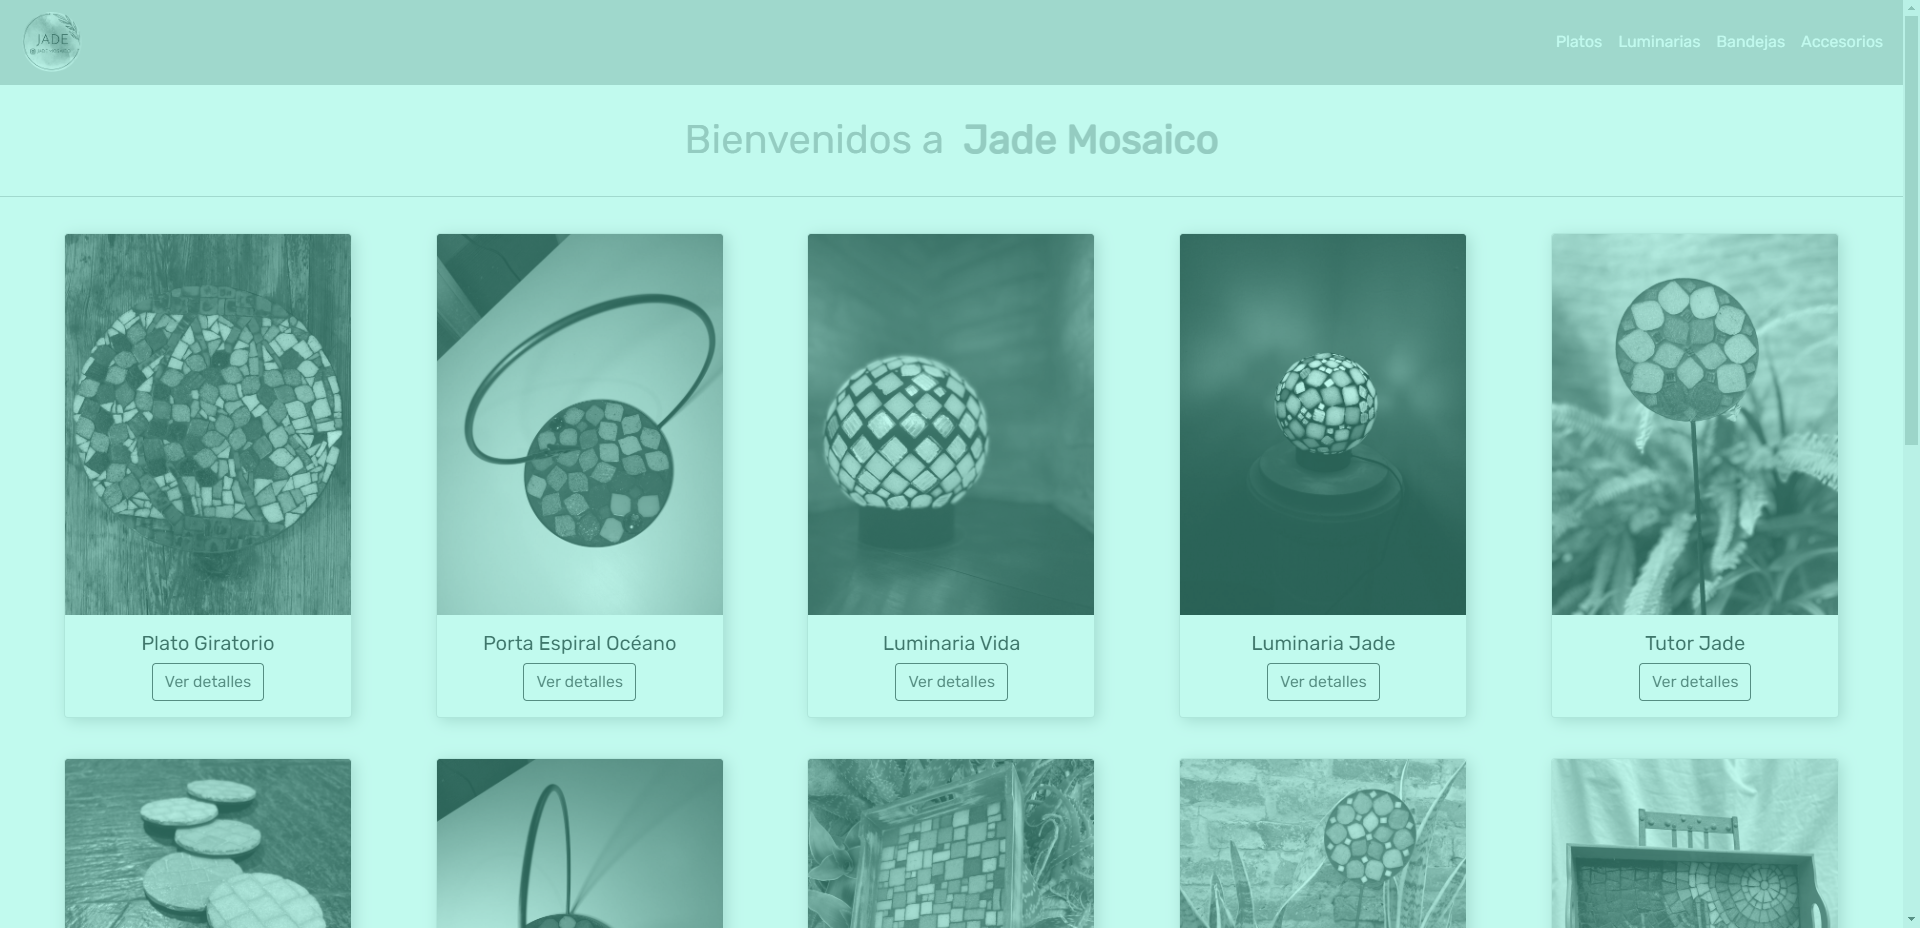 JADE
Platos Luminarias Bandejas Accesorios
Bienvenidos a Jade Mosaico
Plato Giratorio
Ver detalles
Porta Espiral Océano
Ver detalles
Luminaria Vida
Ver detalles
Luminaria Jade
Ver detalles
Tutor Jade
Ver detalles